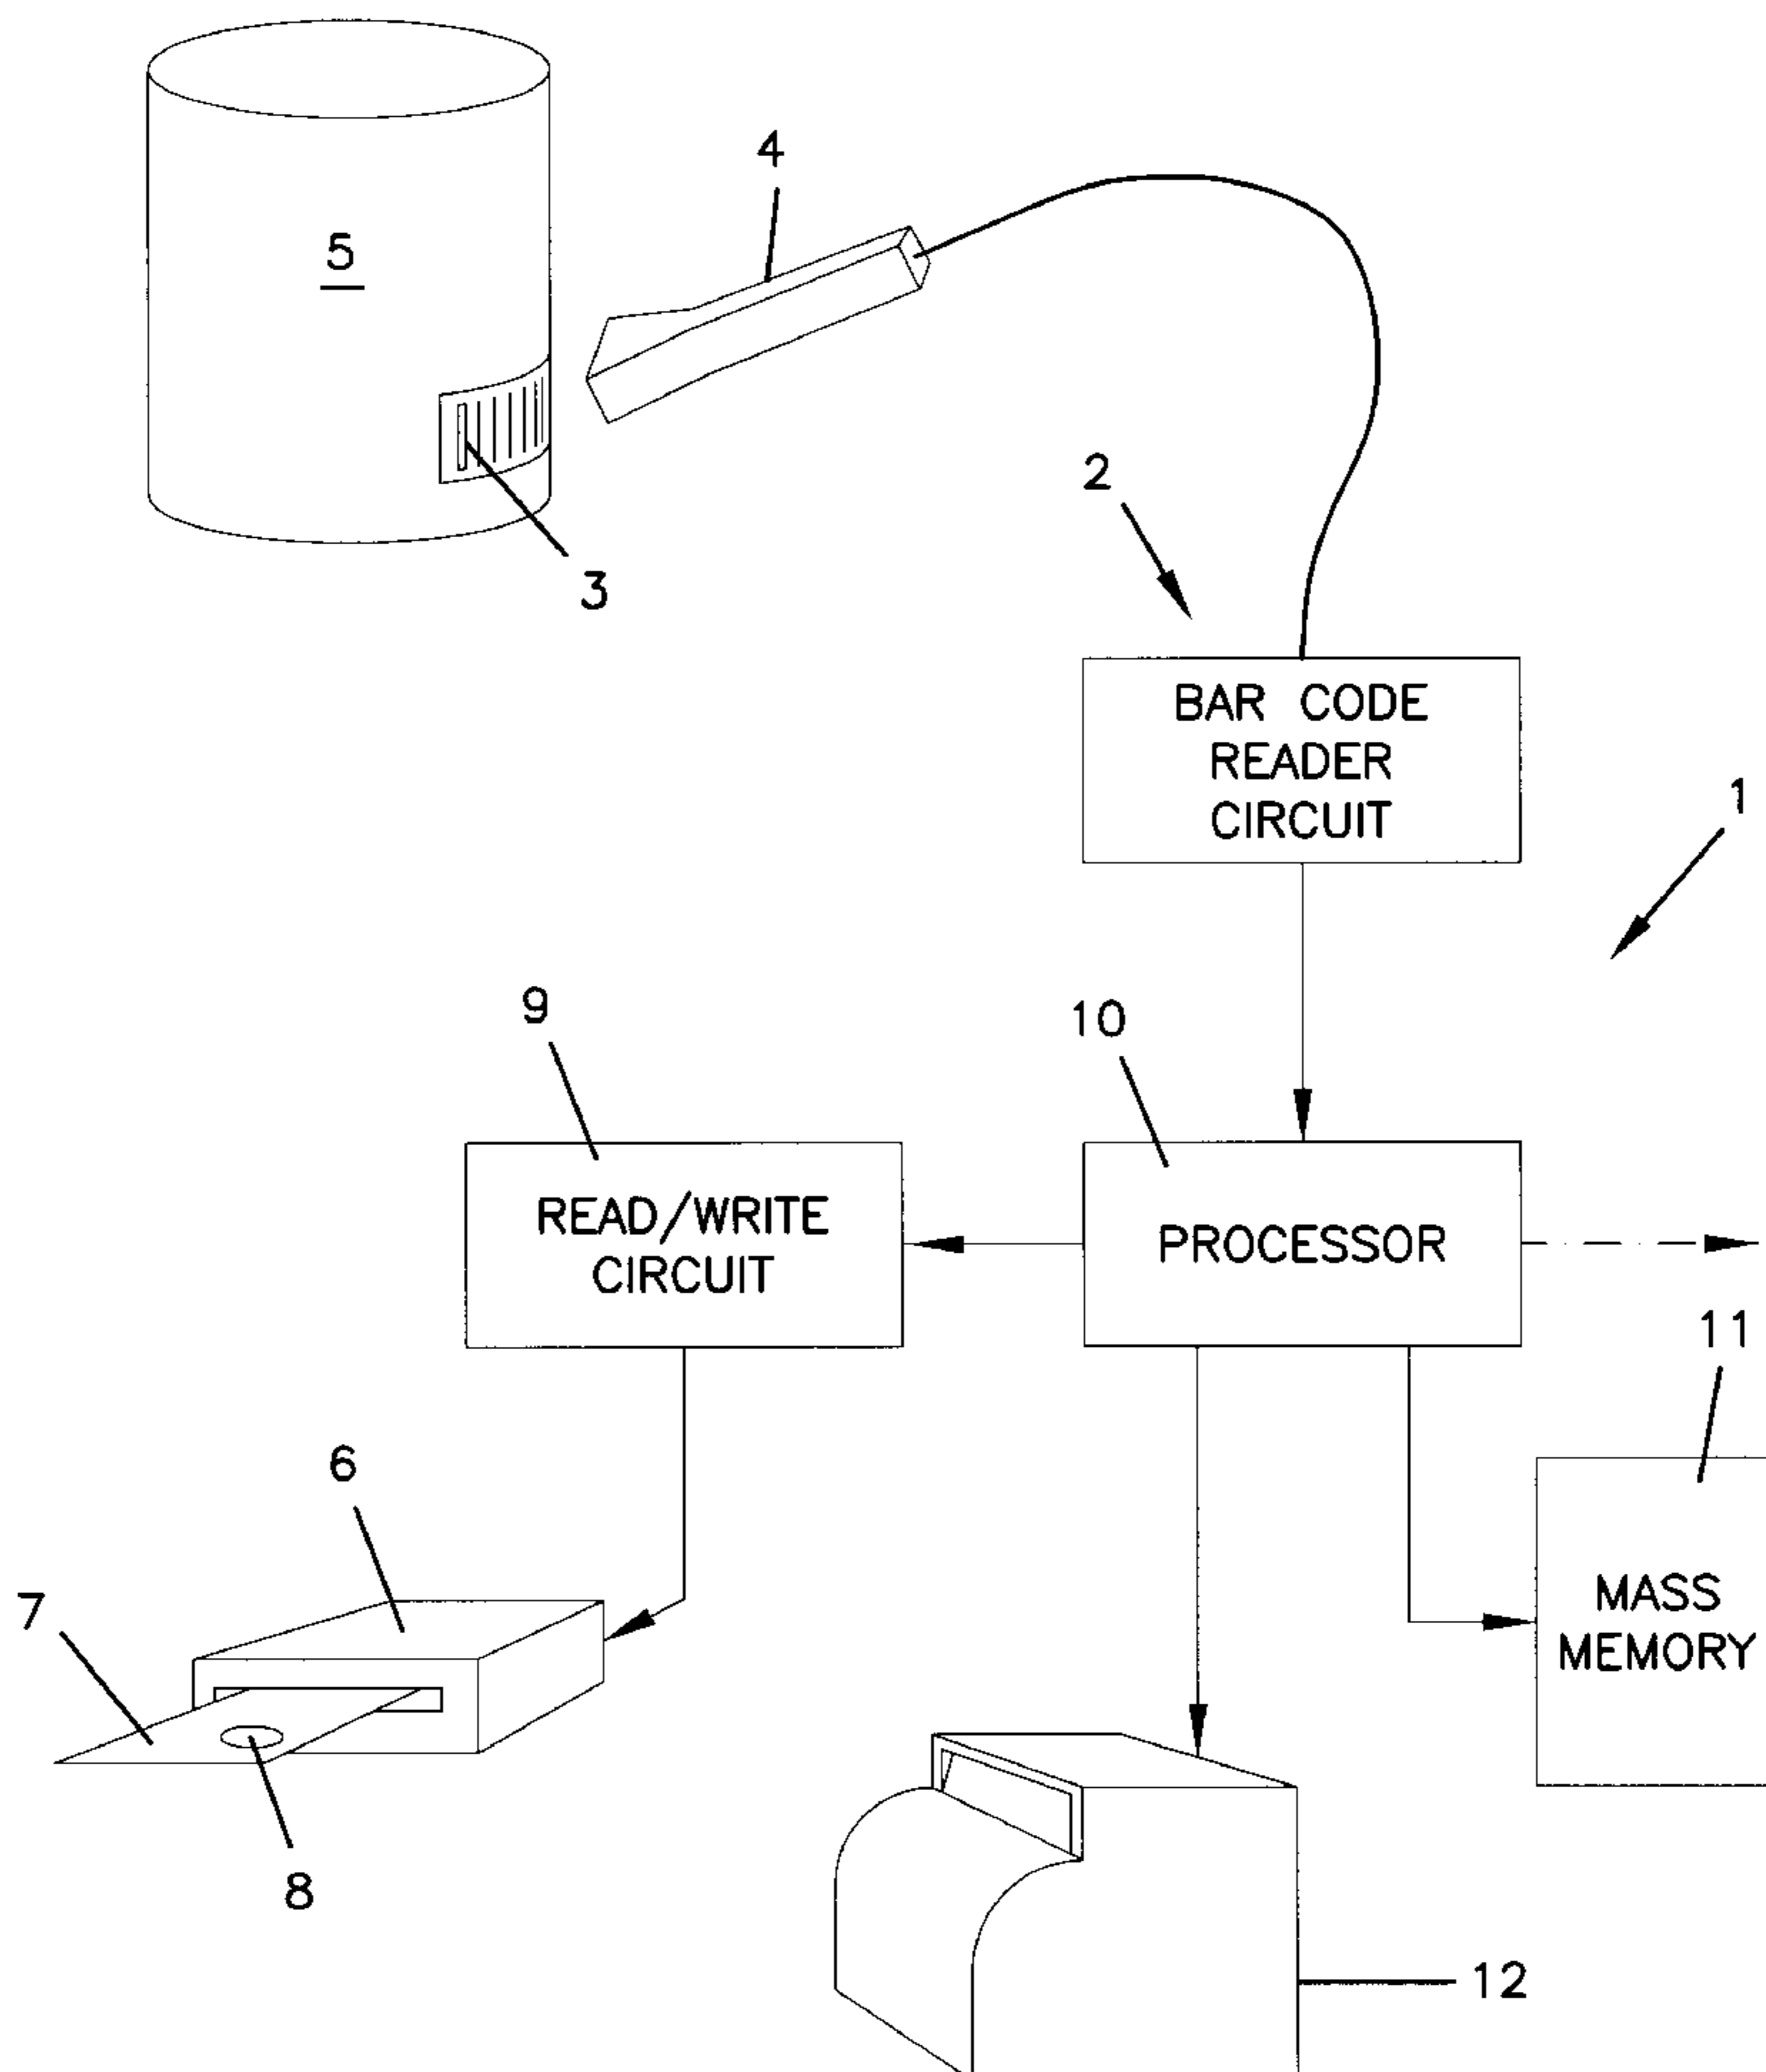 4
5
3
2
BAR CODE
READER
CIRCUIT
1
9
10
READ/WRITE
CIRCUIT
PROCESSOR
11
6
MASS
MEMORY
7
8
12